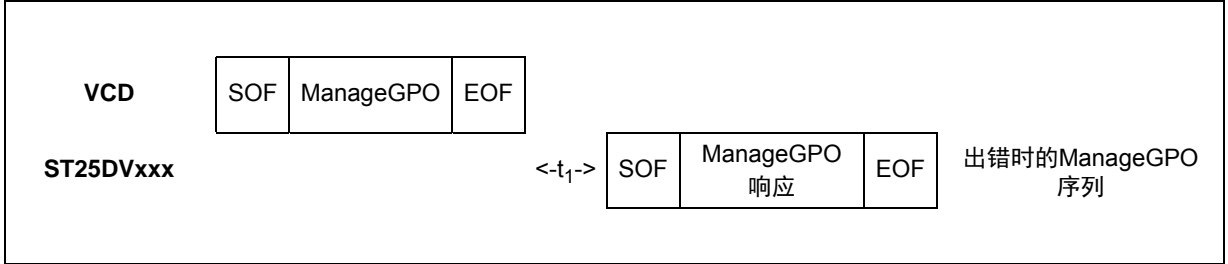 VCD SOF ManageGPO EOF
ST25DVxxx <-t₁-> SOF ManageGPO 响应 EOF 出错时的ManageGPO 序列